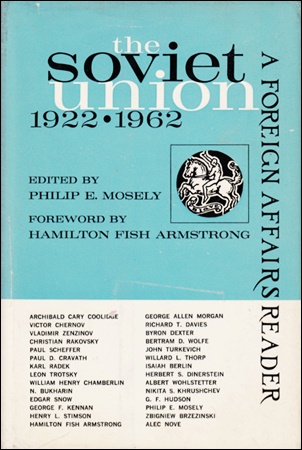 the
soviet
union
1922 • 1962
A FOREIGN AFFAIRS READER
EDITED BY
PHILIP E. MOSELY
FOREWORD BY
HAMILTON FISH ARMSTRONG
ARCHIBALD CARY COOLIDGE
VICTOR CHERNOV
VLADIMIR ZENZINOV
CHRISTIAN RAKOVSKY
PAUL SCHEFFER
PAUL D. CRAVATH
KARL RADEK
LEON TROTSKY
WILLIAM HENRY CHAMBERLIN
N. BUKHARIN
EDGAR SNOW
GEORGE F. KENNAN
HENRY L. STIMSON
HAMILTON FISH ARMSTRONG
GEORGE ALLEN MORGAN
RICHARD T. DAVIES
BYRON DEXTER
BERTRAM D. WOLFE
JOHN TURKEVICH
WILLARD L. THORP
ISAIAH BERLIN
HERBERT S. DINERSTEIN
ALBERT WOHLSTETTER
NIKITA S. KHRUSHCHEV
G. F. HUDSON
PHILIP E. MOSELY
ZBIGNIEW BRZEZINSKI
ALEC NOVE